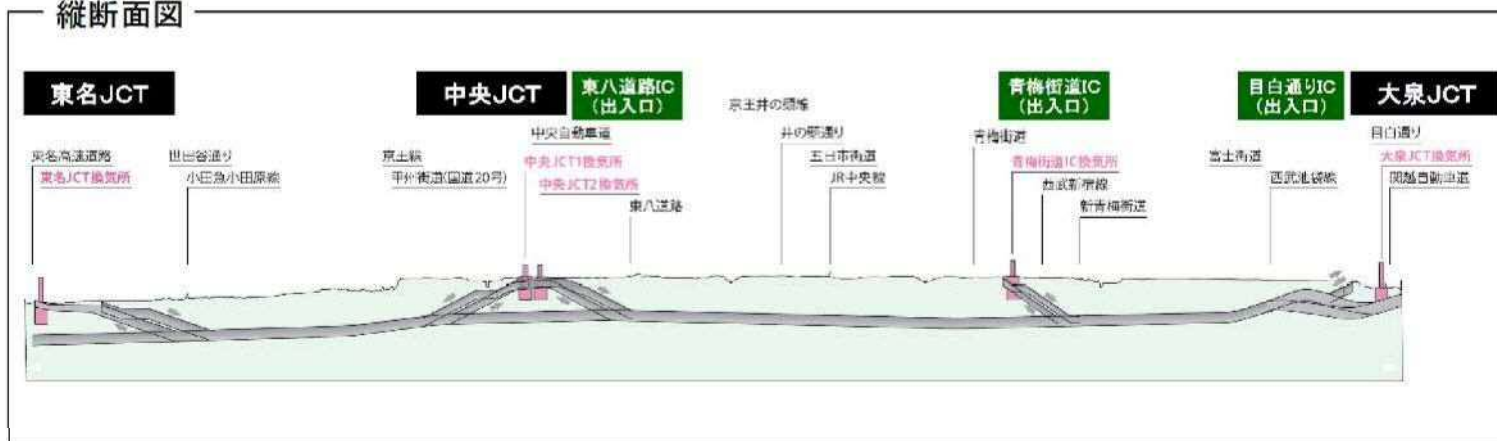 縦断面図
東名JCT
中央JCT
東八道路IC
(出入口)
青梅街道IC
(出入口)
目白通りIC
(出入口)
大泉JCT
東名高速道路
東名JCT換気所
世田谷通り
小田急小田原線
京王線
甲州街道(国道20号)
中央自動車道
中央JCT1換気所
中央JCT2換気所
東八道路
京王井の頭線
井の頭通り
五日市街道
JR中央線
青梅街道
青梅街道IC換気所
西武新宿線
新青梅街道
富士街道
西武池袋線
目白通り
大泉JCT換気所
関越自動車道